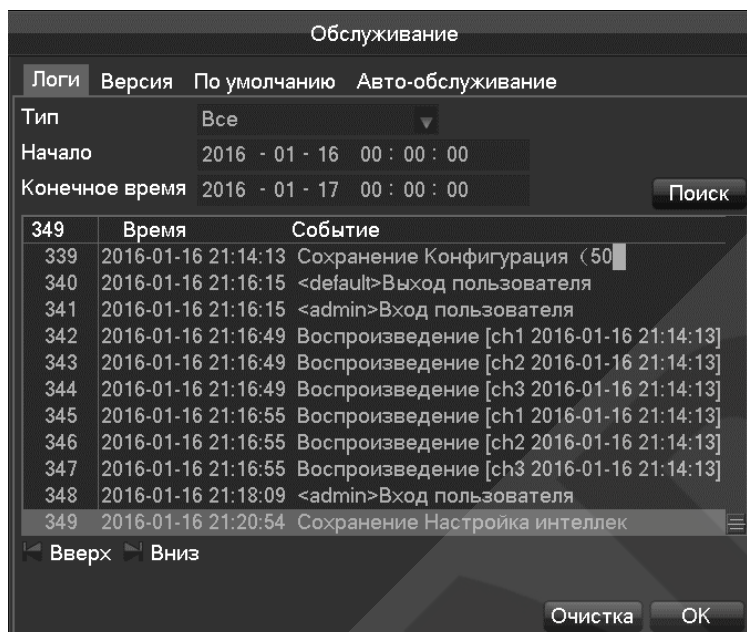 Обслуживание
Логи Версия По умолчанию Авто-обслуживание
Тип Все
Начало 2016 - 01 - 16 00 : 00 : 00
Конечное время 2016 - 01 - 17 00 : 00 : 00 Поиск
349 Время Событие
339 2016-01-16 21:14:13 Сохранение Конфигурация（50
340 2016-01-16 21:16:15 <default>Выход пользователя
341 2016-01-16 21:16:15 <admin>Вход пользователя
342 2016-01-16 21:16:49 Воспроизведение [ch1 2016-01-16 21:14:13]
343 2016-01-16 21:16:49 Воспроизведение [ch2 2016-01-16 21:14:13]
344 2016-01-16 21:16:49 Воспроизведение [ch3 2016-01-16 21:14:13]
345 2016-01-16 21:16:55 Воспроизведение [ch1 2016-01-16 21:14:13]
346 2016-01-16 21:16:55 Воспроизведение [ch2 2016-01-16 21:14:13]
347 2016-01-16 21:16:55 Воспроизведение [ch3 2016-01-16 21:14:13]
348 2016-01-16 21:18:09 <admin>Вход пользователя
349 2016-01-16 21:20:54 Сохранение Настройка интеллек
Вверх Вниз
Очистка OK